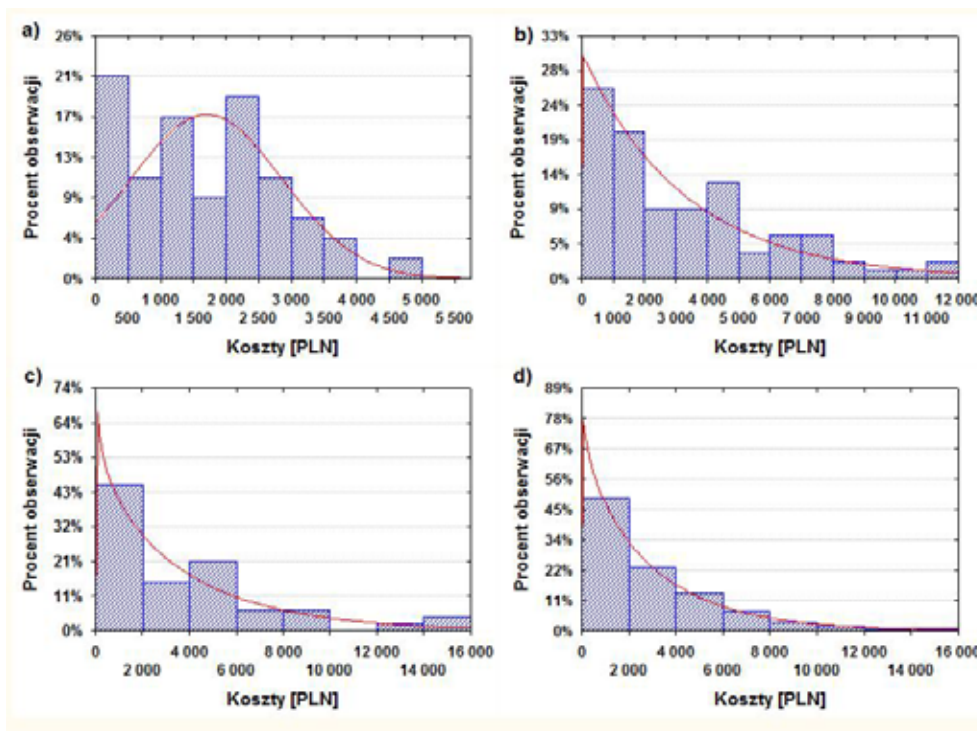 a)
26%
21%
17%
13%
9%
4%
0%
Procent obserwacji
0 1 000 2 000 3 000 4 000 5 000
500 1 500 2 500 3 500 4 500 5 500
Koszty [PLN]
b)
33%
28%
24%
19%
14%
9%
5%
0%
Procent obserwacji
0 2 000 4 000 6 000 8 000 10 000 12 000
1 000 3 000 5 000 7 000 9 000 11 000
Koszty [PLN]
c)
74%
64%
53%
43%
32%
21%
11%
0%
Procent obserwacji
0 4 000 8 000 12 000 16 000
2 000 6 000 10 000 14 000
Koszty [PLN]
d)
89%
78%
67%
56%
45%
34%
22%
11%
0%
Procent obserwacji
0 4 000 8 000 12 000 16 000
2 000 6 000 10 000 14 000
Koszty [PLN]